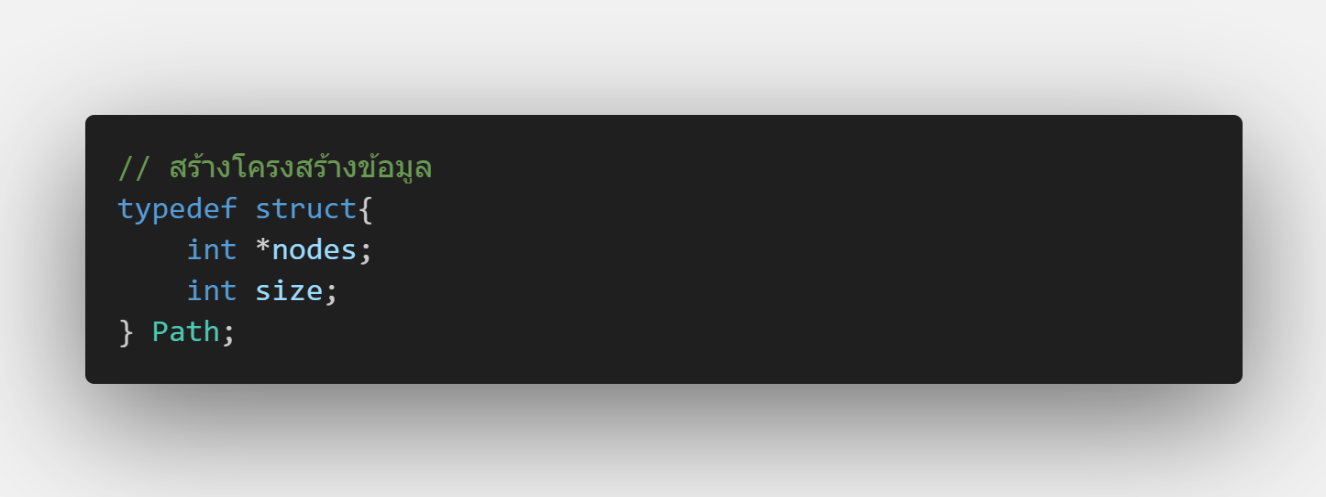 // สร้างโครงสร้างข้อมูล
typedef struct{
    int *nodes;
    int size;
} Path;